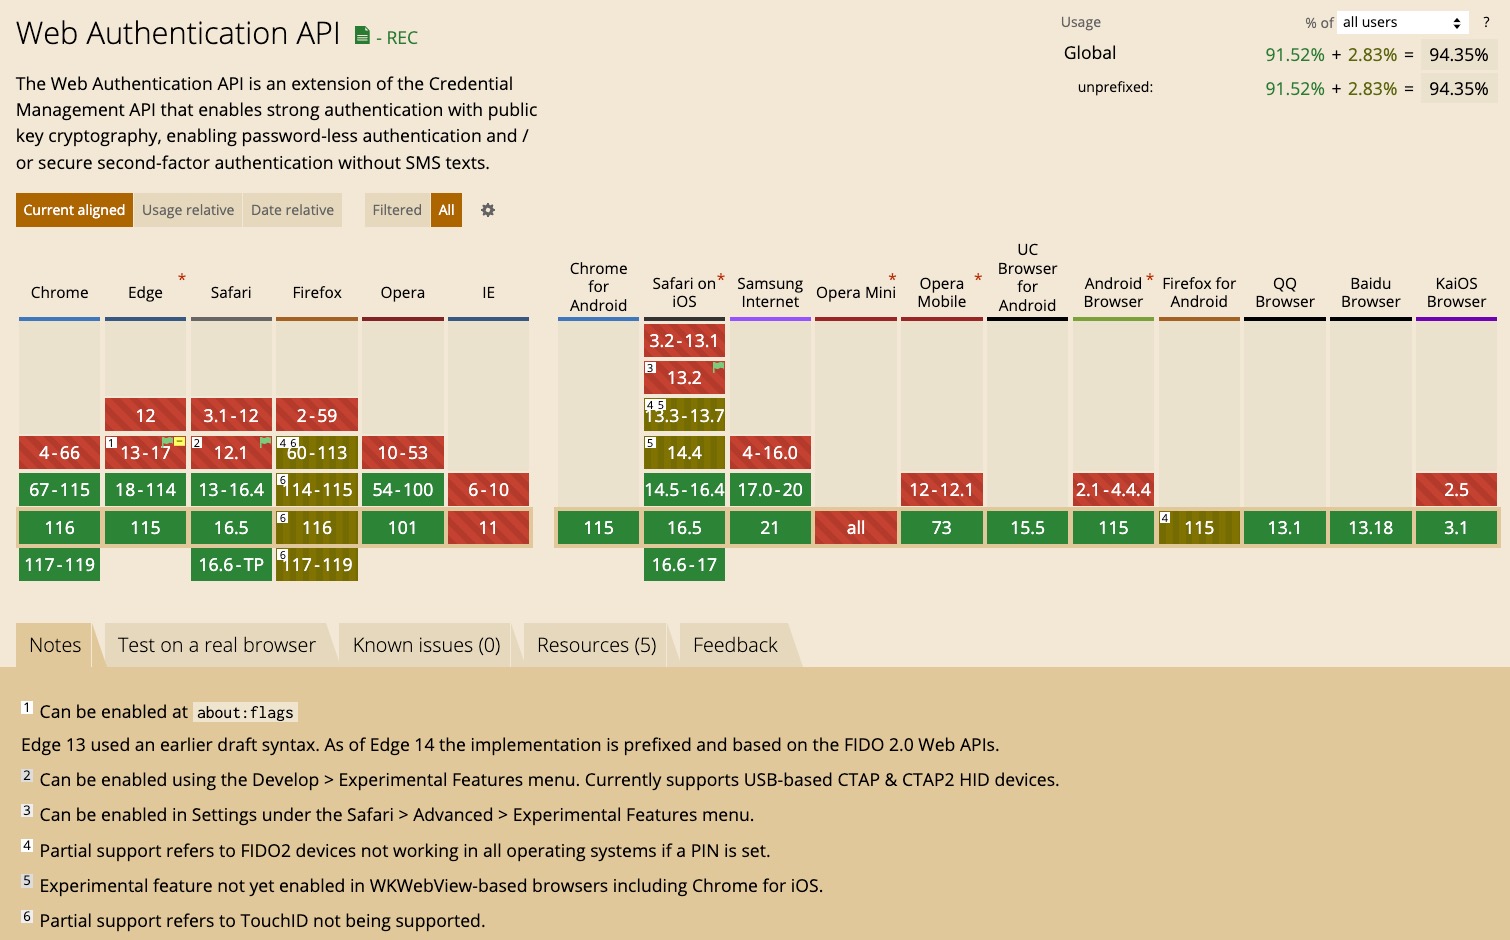 Web Authentication API - REC
The Web Authentication API is an extension of the Credential
Management API that enables strong authentication with public
key cryptography, enabling password-less authentication and /
or secure second-factor authentication without SMS texts.
Usage % of all users ?
Global 91.52% + 2.83% = 94.35%
unprefixed: 91.52% + 2.83% = 94.35%
Current aligned Usage relative Date relative Filtered All
Chrome
Edge *
Safari
Firefox
Opera
IE
Chrome
for
Android
Safari on *
iOS
Samsung
Internet
Opera Mini *
Opera *
Mobile
UC
Browser
for
Android
Android *
Browser
Firefox for
Android
QQ
Browser
Baidu
Browser
KaiOS
Browser
3.2-13.1
3 13.2
12 3.1-12 2-59 4 5 13.3-13.7
4-66 1 13-17 2 12.1 4 6 60-113 10-53 5 14.4 4-16.0
67-115 18-114 13-16.4 6 114-115 54-100 6-10 14.5-16.4 17.0-20 12-12.1 2.1-4.4.4 2.5
116 115 16.5 6 116 101 11 115 16.5 21 all 73 15.5 115 4 115 13.1 13.18 3.1
117-119 16.6-TP 6 117-119 16.6-17
Notes Test on a real browser Known issues (0) Resources (5) Feedback
1 Can be enabled at about:flags
Edge 13 used an earlier draft syntax. As of Edge 14 the implementation is prefixed and based on the FIDO 2.0 Web APIs.
2 Can be enabled using the Develop > Experimental Features menu. Currently supports USB-based CTAP & CTAP2 HID devices.
3 Can be enabled in Settings under the Safari > Advanced > Experimental Features menu.
4 Partial support refers to FIDO2 devices not working in all operating systems if a PIN is set.
5 Experimental feature not yet enabled in WKWebView-based browsers including Chrome for iOS.
6 Partial support refers to TouchID not being supported.